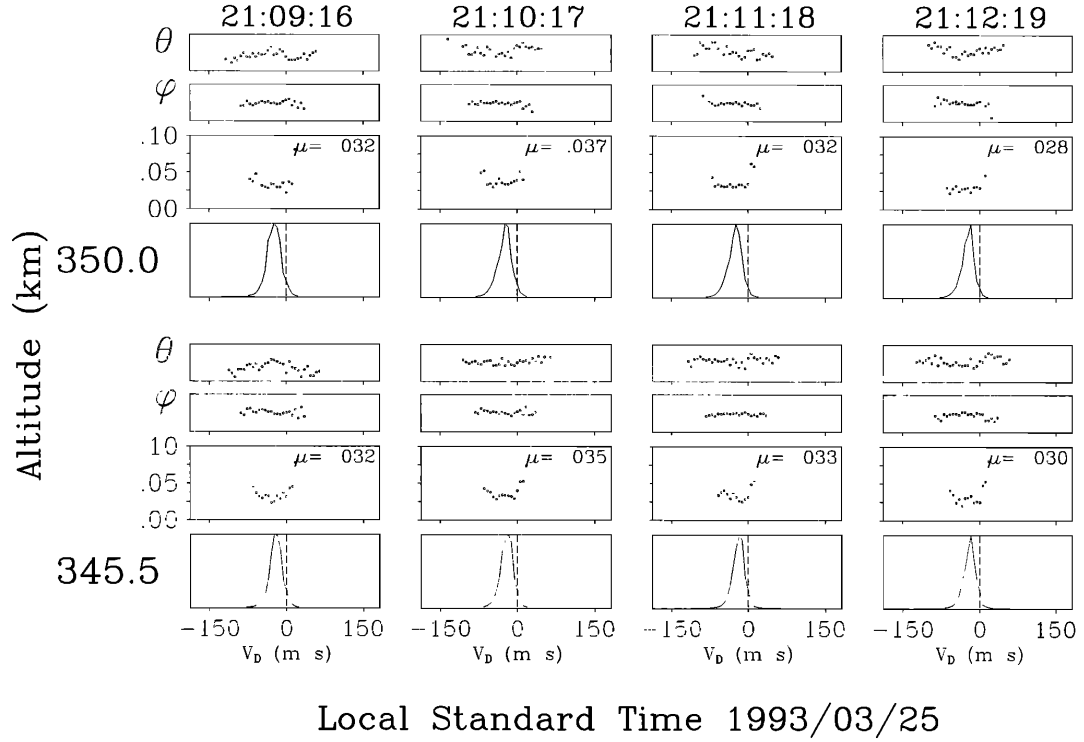 21:09:16 21:10:17 21:11:18 21:12:19
θ
φ
.10 μ= 032 μ= .037 μ= 032 μ= 028
.05
00
350.0
θ
φ
10 μ= 032 μ= 035 μ= 033 μ= 030
.05
.00
345.5
−150 0 150 −150 0 150 −150 0 150 −150 0 150
V_D (m s) V_D (m s) V_D (m s) V_D (m s)
Altitude (km)
Local Standard Time 1993/03/25